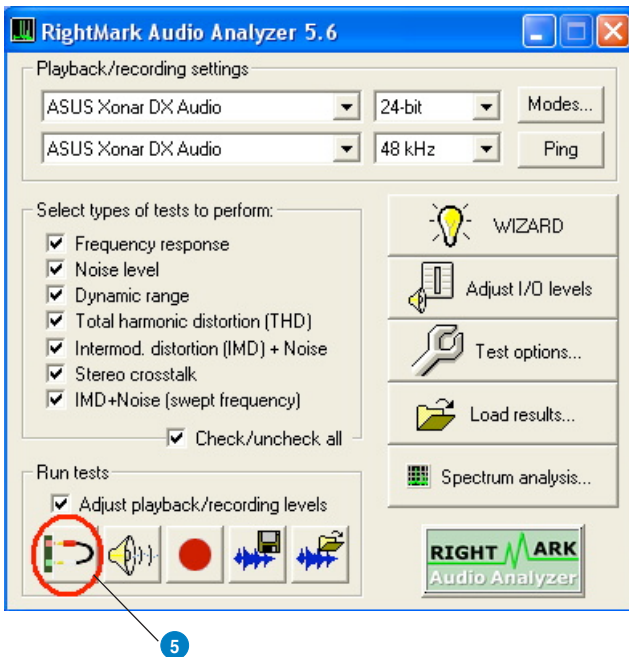 RightMark Audio Analyzer 5.6
Playback/recording settings
ASUS Xonar DX Audio 24-bit Modes...
ASUS Xonar DX Audio 48 kHz Ping
Select types of tests to perform:
Frequency response
Noise level
Dynamic range
Total harmonic distortion (THD)
Intermod. distortion (IMD) + Noise
Stereo crosstalk
IMD+Noise (swept frequency)
Check/uncheck all
WIZARD
Adjust I/O levels
Test options...
Load results...
Spectrum analysis...
Run tests
Adjust playback/recording levels
RIGHT MARK
Audio Analyzer
5